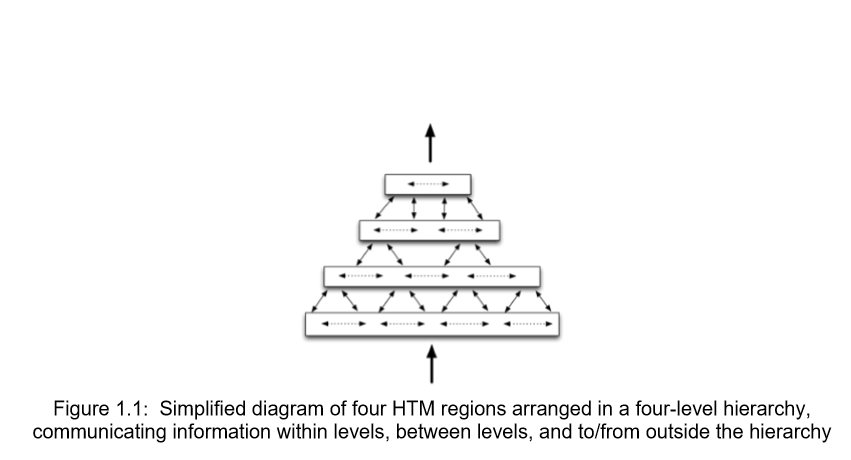 Figure 1.1:  Simplified diagram of four HTM regions arranged in a four-level hierarchy,
communicating information within levels, between levels, and to/from outside the hierarchy